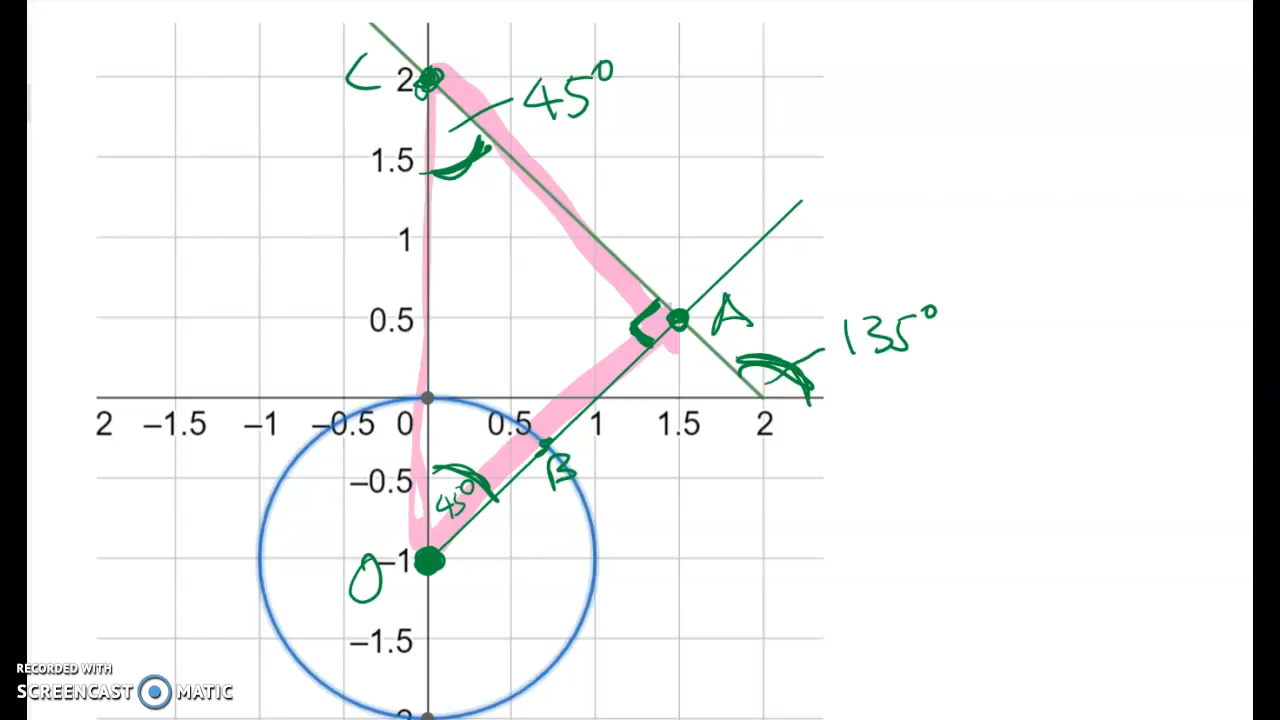 C 2 45°
1.5
1
0.5 A 135°
2 −1.5 −1 −0.5 0 0.5 1 1.5 2
B
−0.5 45°
O −1
−1.5
RECORDED WITH
SCREENCAST MATIC